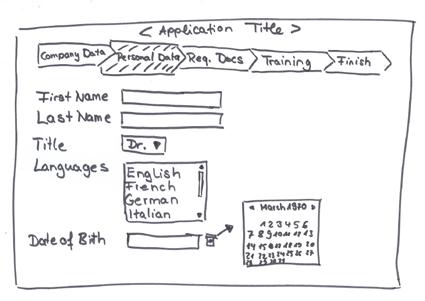 < Application Title >
Company Data Personal Data Req. Docs Training Finish
First Name
Last Name
Title Dr. ▼
Languages English
French
German
Italian
Date of Birth
◂ March 1970 ▸
1 2 3 4 5 6
7 8 9 10 11 12 13
14 15 16 17 18 19 20
21 22 23 24 25 26 27
28 29 30 31